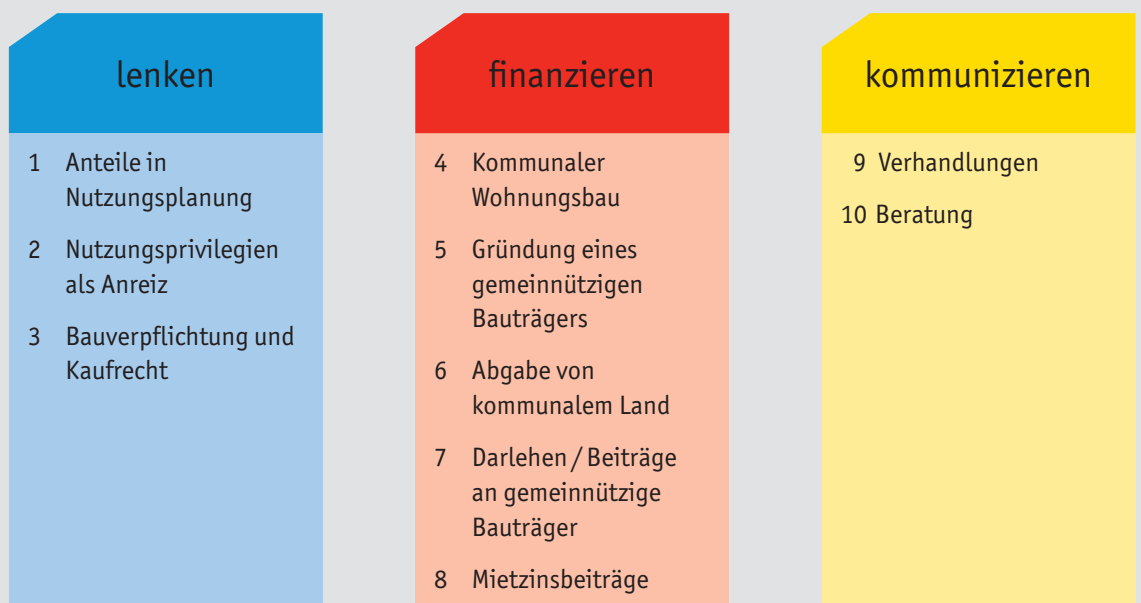 lenken
1 Anteile in
Nutzungsplanung
2 Nutzungsprivilegien
als Anreiz
3 Bauverpflichtung und
Kaufrecht
finanzieren
4 Kommunaler
Wohnungsbau
5 Gründung eines
gemeinnützigen
Bauträgers
6 Abgabe von
kommunalem Land
7 Darlehen / Beiträge
an gemeinnützige
Bauträger
8 Mietzinsbeiträge
kommunizieren
9 Verhandlungen
10 Beratung